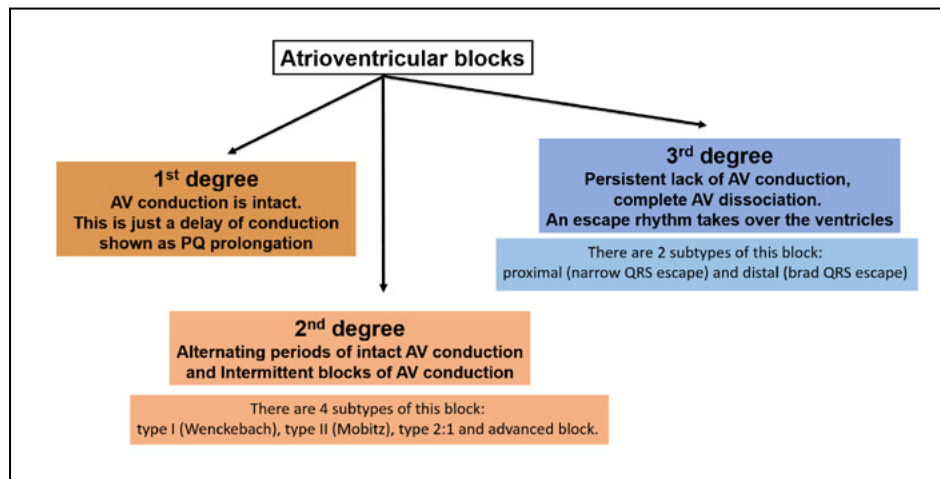 Atrioventricular blocks
1st degree
AV conduction is intact.
This is just a delay of conduction
shown as PQ prolongation
3rd degree
Persistent lack of AV conduction,
complete AV dissociation.
An escape rhythm takes over the ventricles
There are 2 subtypes of this block:
proximal (narrow QRS escape) and distal (brad QRS escape)
2nd degree
Alternating periods of intact AV conduction
and Intermittent blocks of AV conduction
There are 4 subtypes of this block:
type I (Wenckebach), type II (Mobitz), type 2:1 and advanced block.